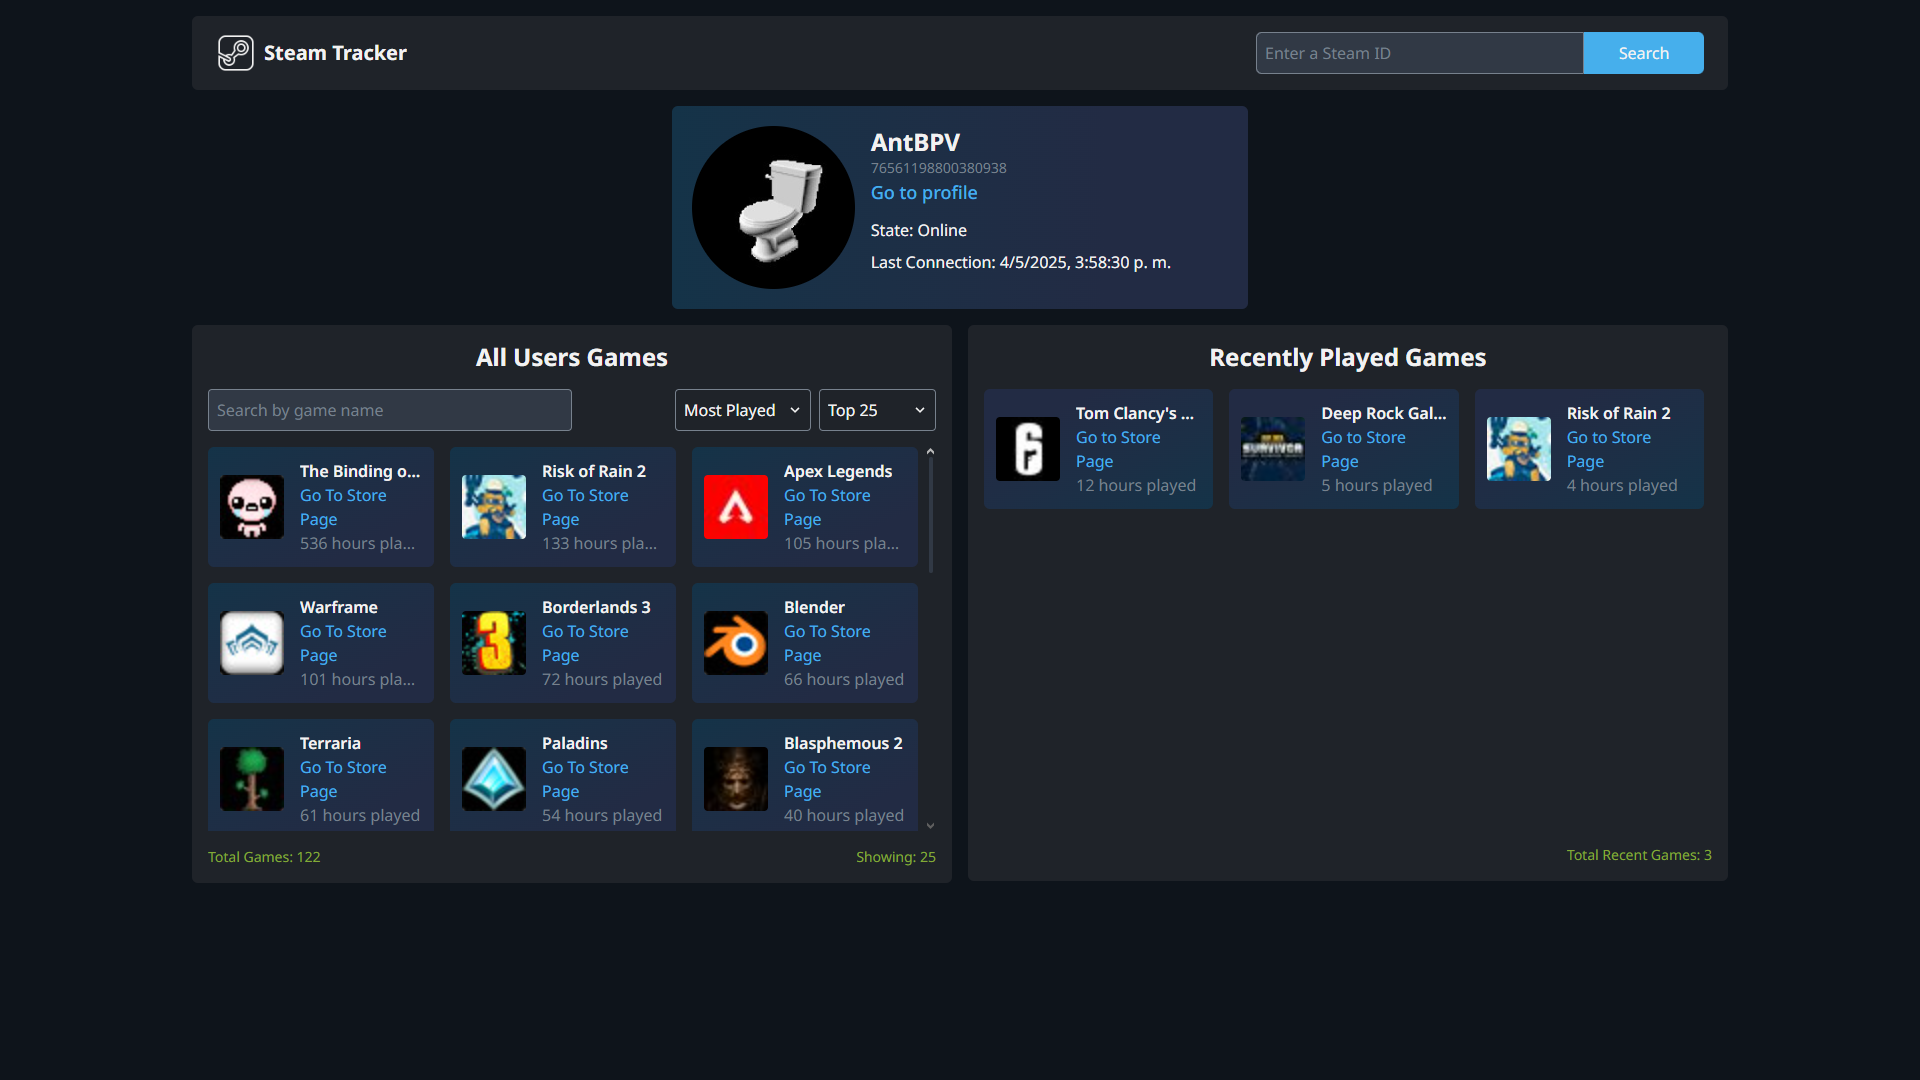 Steam Tracker
Enter a Steam ID
Search
AntBPV
76561198800380938
Go to profile
State: Online
Last Connection: 4/5/2025, 3:58:30 p. m.
All Users Games
Search by game name
Most Played
Top 25
The Binding o...
Go To Store
Page
536 hours pla...
Risk of Rain 2
Go To Store
Page
133 hours pla...
Apex Legends
Go To Store
Page
105 hours pla...
Warframe
Go To Store
Page
101 hours pla...
Borderlands 3
Go To Store
Page
72 hours played
Blender
Go To Store
Page
66 hours played
Terraria
Go To Store
Page
61 hours played
Paladins
Go To Store
Page
54 hours played
Blasphemous 2
Go To Store
Page
40 hours played
Total Games: 122
Showing: 25
Recently Played Games
Tom Clancy's ...
Go to Store
Page
12 hours played
SURVIVOR
Deep Rock Gal...
Go to Store
Page
5 hours played
Risk of Rain 2
Go to Store
Page
4 hours played
Total Recent Games: 3